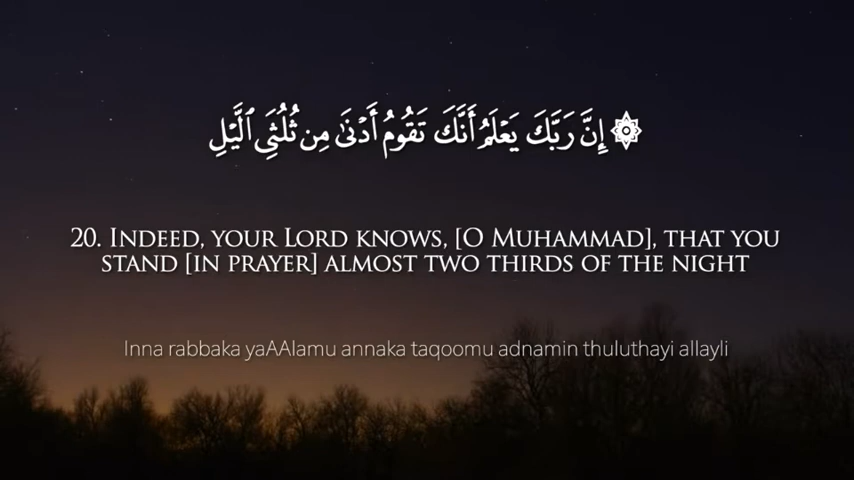 ۞ إِنَّ رَبَّكَ يَعْلَمُ أَنَّكَ تَقُومُ أَدْنَىٰ مِن ثُلُثَيِ ٱلَّيْلِ
20. INDEED, YOUR LORD KNOWS, [O MUHAMMAD], THAT YOU
STAND [IN PRAYER] ALMOST TWO THIRDS OF THE NIGHT
Inna rabbaka yaAAlamu annaka taqoomu adnamin thuluthayi allayli